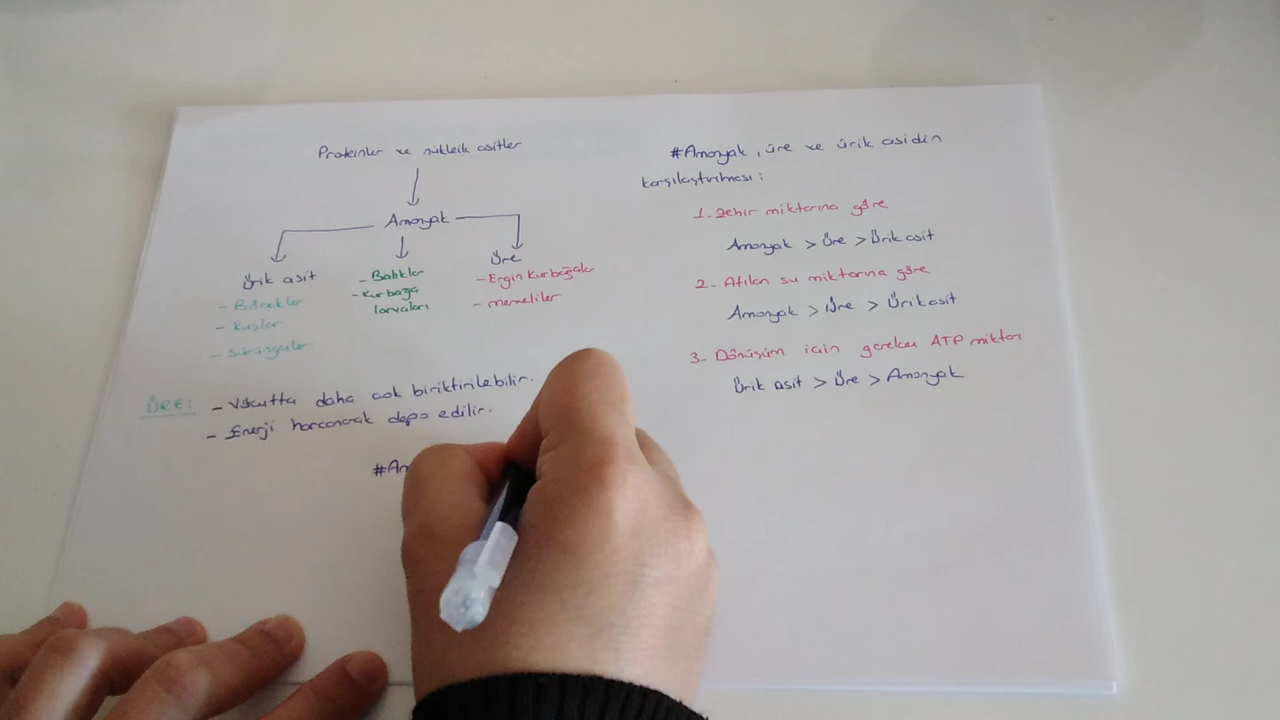 Proteinler ve nükleik asitler
Amonyak
Ürik asit
- Böcekler
- Kuşlar
- Sürüngenler
- Balıklar
- Kurbağa
larvaları
Üre
- Ergin Kurbağalar
- memeliler
ÜRE: - Vücutta daha çok biriktirilebilir.
- Enerji harcanarak depo edilir.
#Am
#Amonyak, üre ve ürik asidin
karşılaştırılması:
1- Zehir miktarına göre
Amonyak > Üre > Ürik asit
2- Atılan su miktarına göre
Amonyak > Üre > Ürik asit
3- Dönüşüm için gereken ATP miktarı
Ürik asit > Üre > Amonyak